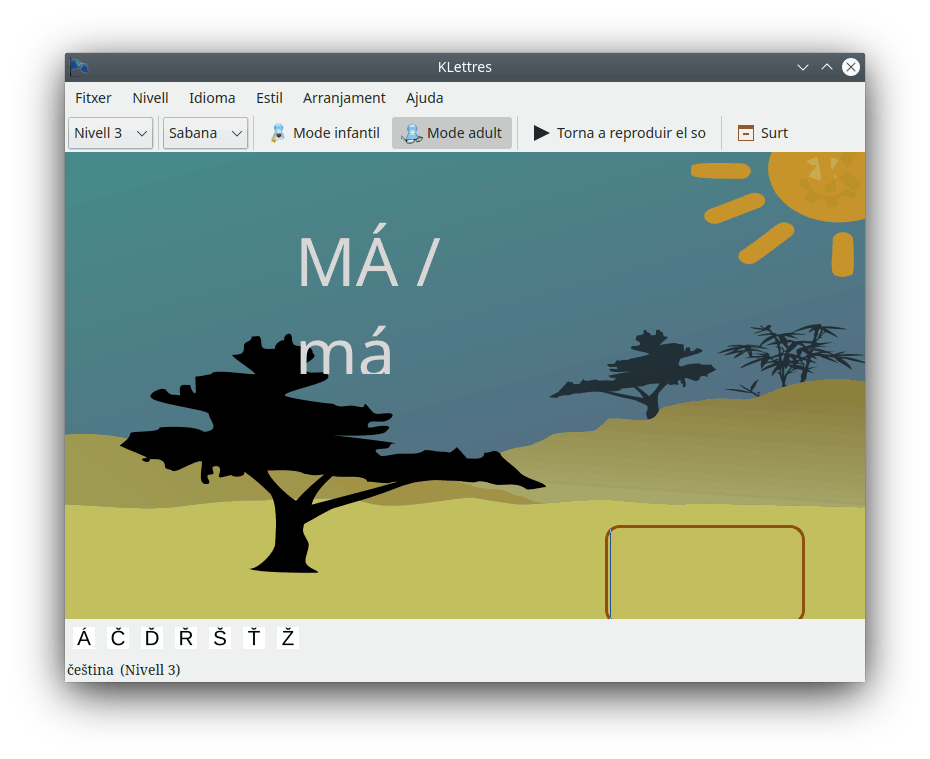 KLettres
Fitxer Nivell Idioma Estil Arranjament Ajuda
Nivell 3 Sabana Mode infantil Mode adult Torna a reproduir el so Surt
MÁ /
má
Á Č Ď Ř Š Ť Ž
čeština (Nivell 3)